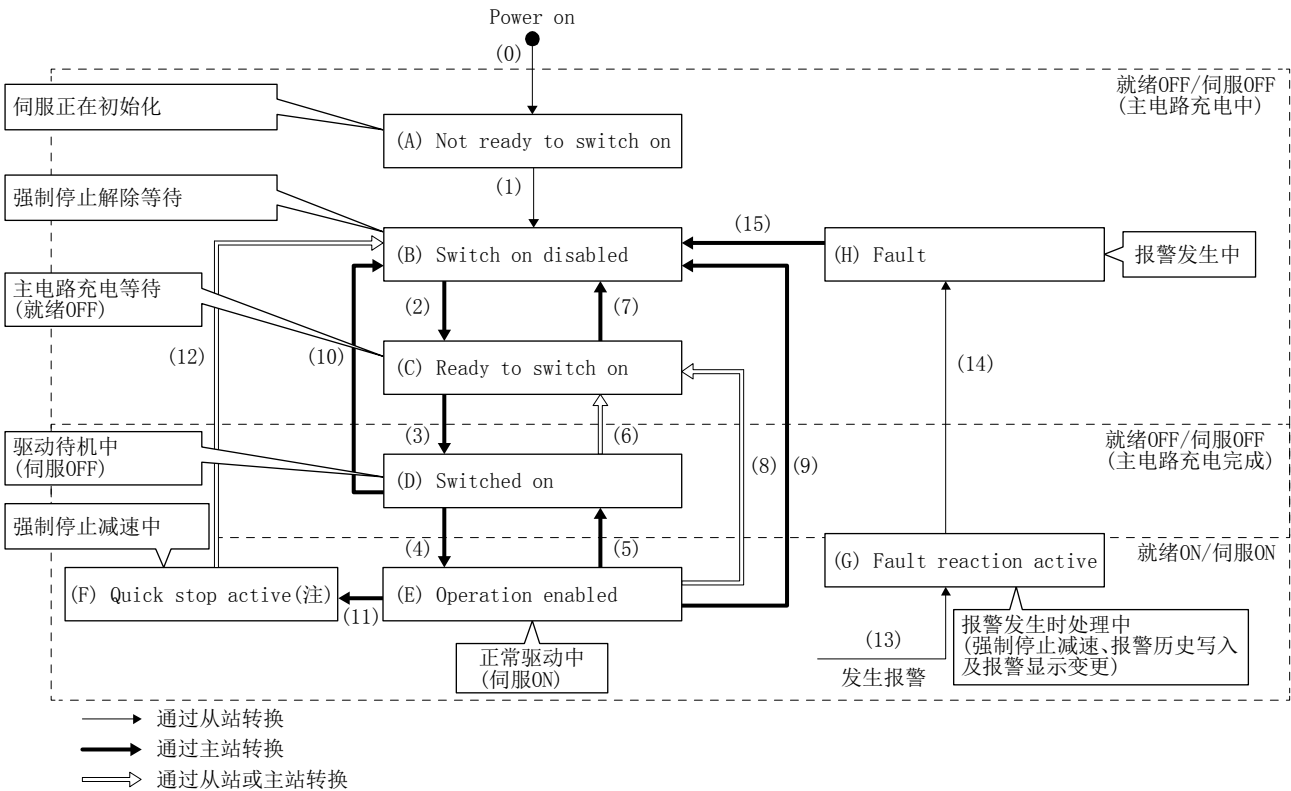 Power on
(0)
就绪OFF/伺服OFF
(主电路充电中)
伺服正在初始化
(A) Not ready to switch on
(1)
强制停止解除等待
(15)
(B) Switch on disabled
(H) Fault
报警发生中
主电路充电等待
(就绪OFF)
(2)
(7)
(12)
(10)
(C) Ready to switch on
(14)
(3)
(6)
驱动待机中
(伺服OFF)
就绪OFF/伺服OFF
(主电路充电完成)
(8)
(9)
(D) Switched on
强制停止减速中
(4)
(5)
就绪ON/伺服ON
(G) Fault reaction active
(F) Quick stop active(注)
(11)
(E) Operation enabled
正常驱动中
(伺服ON)
(13)
发生报警
报警发生时处理中
(强制停止减速、报警历史写入
及报警显示变更)
通过从站转换
通过主站转换
通过从站或主站转换